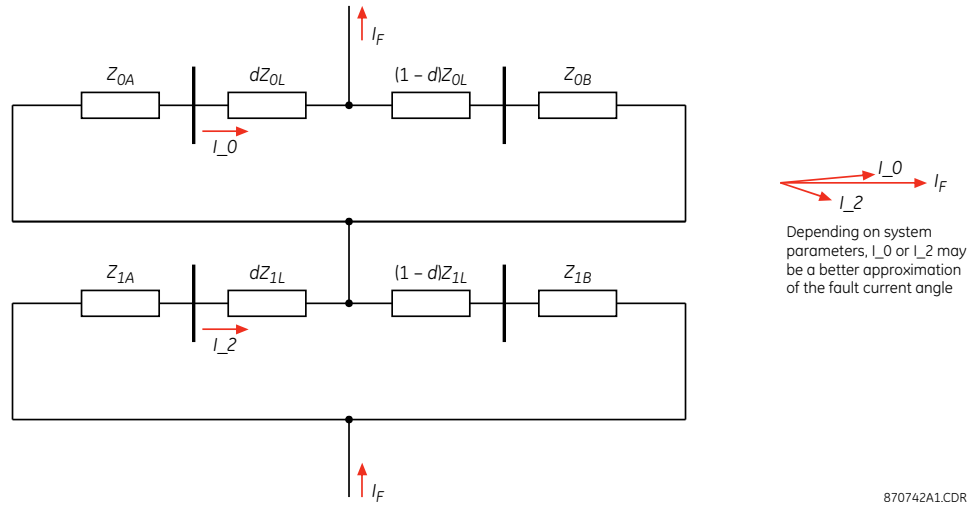 I_F
Z_0A
dZ_0L
(1 – d)Z_0L
Z_0B
I_0
I_0
I_F
I_2
Depending on system
parameters, I_0 or I_2 may
be a better approximation
of the fault current angle
Z_1A
dZ_1L
(1 – d)Z_1L
Z_1B
I_2
I_F
870742A1.CDR